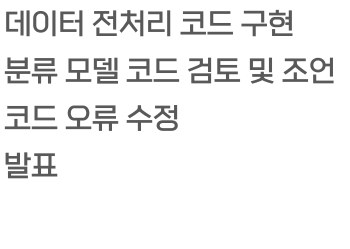 데이터 전처리 코드 구현
분류 모델 코드 검토 및 조언
코드 오류 수정
발표